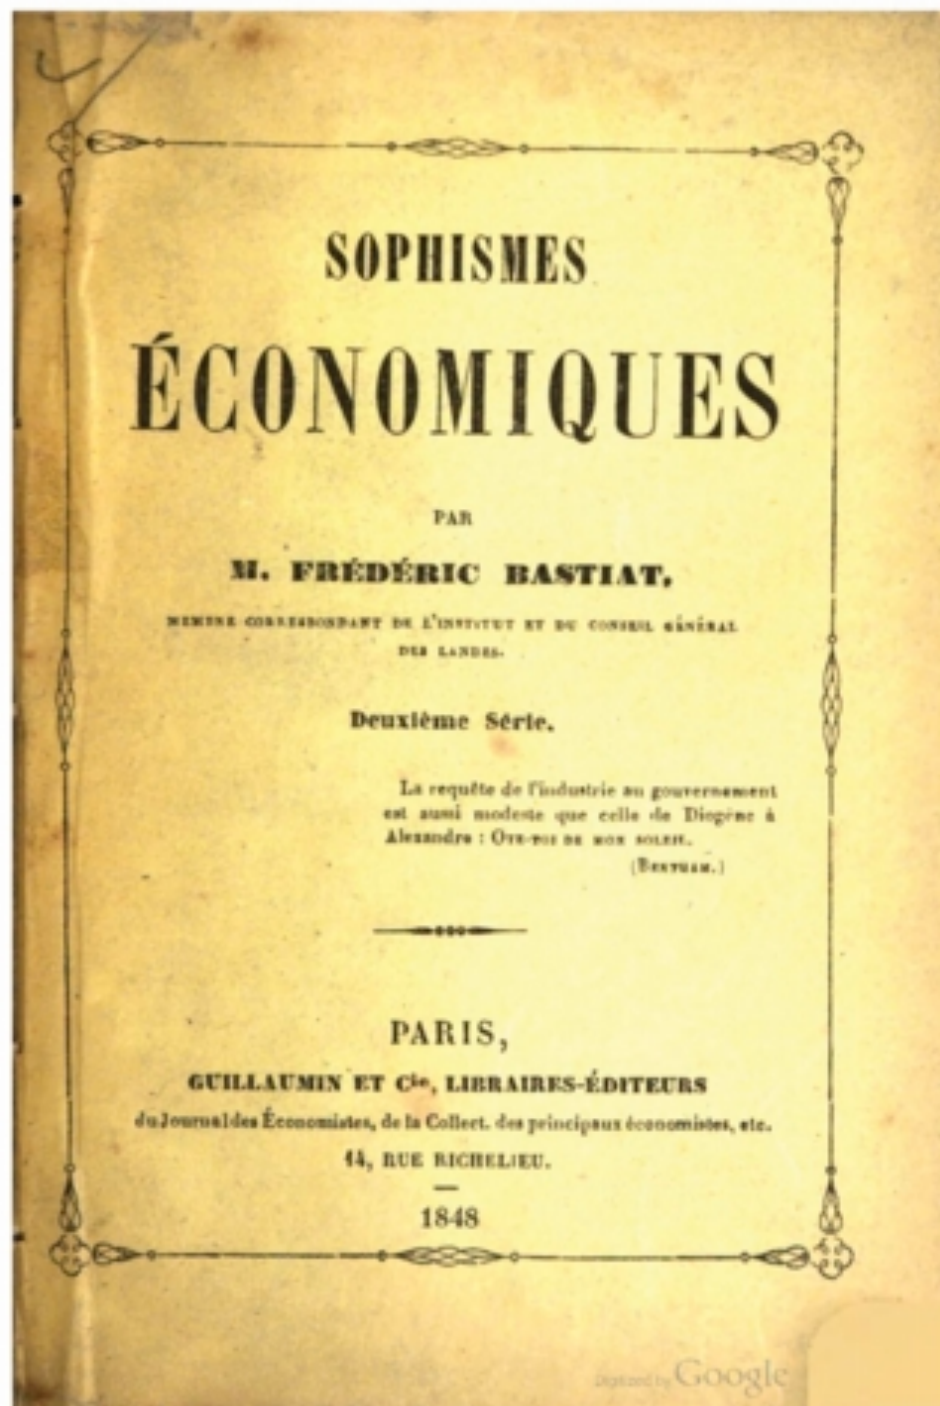 SOPHISMES
ÉCONOMIQUES
PAR
M. FRÉDÉRIC BASTIAT,
MEMBRE CORRESPONDANT DE L'INSTITUT ET DU CONSEIL GÉNÉRAL
DES LANDES.
Deuxième Série.
La requête de l'industrie au gouvernement
est aussi modeste que celle de Diogène à
Alexandre : OTE-TOI DE MON SOLEIL.
(BENTHAM.)
PARIS,
GUILLAUMIN ET Cie, LIBRAIRES-ÉDITEURS
du Journal des Économistes, de la Collect. des principaux économistes, etc.
14, RUE RICHELIEU.
1848
Digitized by Google